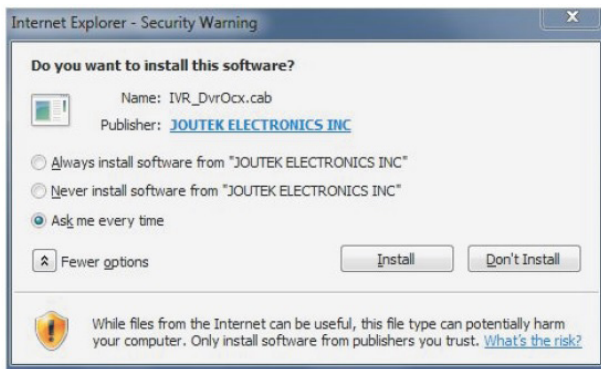 Internet Explorer - Security Warning
Do you want to install this software?
Name: IVR_DvrOcx.cab
Publisher: JOUTEK ELECTRONICS INC
Always install software from "JOUTEK ELECTRONICS INC"
Never install software from "JOUTEK ELECTRONICS INC"
Ask me every time
Fewer options
Install
Don't Install
While files from the Internet can be useful, this file type can potentially harm
your computer. Only install software from publishers you trust. What's the risk?